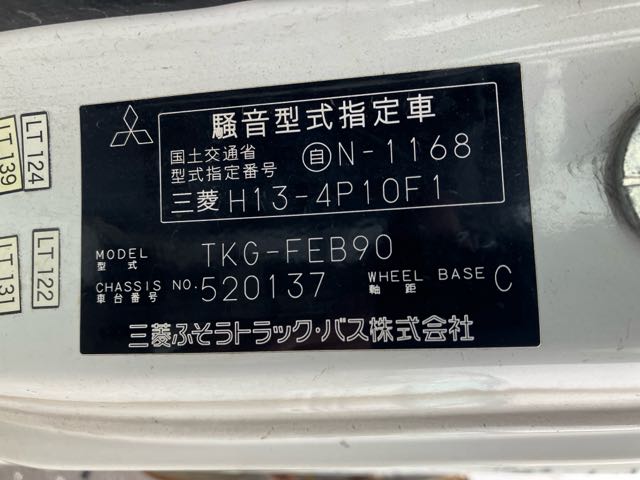 騒音型式指定車
国土交通省
型式指定番号
自N-1168
三菱 H13-4P10F1
MODEL
型式
TKG-FEB90
CHASSIS NO.
車台番号
520137
WHEEL BASE
軸距
C
三菱ふそうトラック・バス株式会社
LT 139
LT 124
LT 131
LT 122